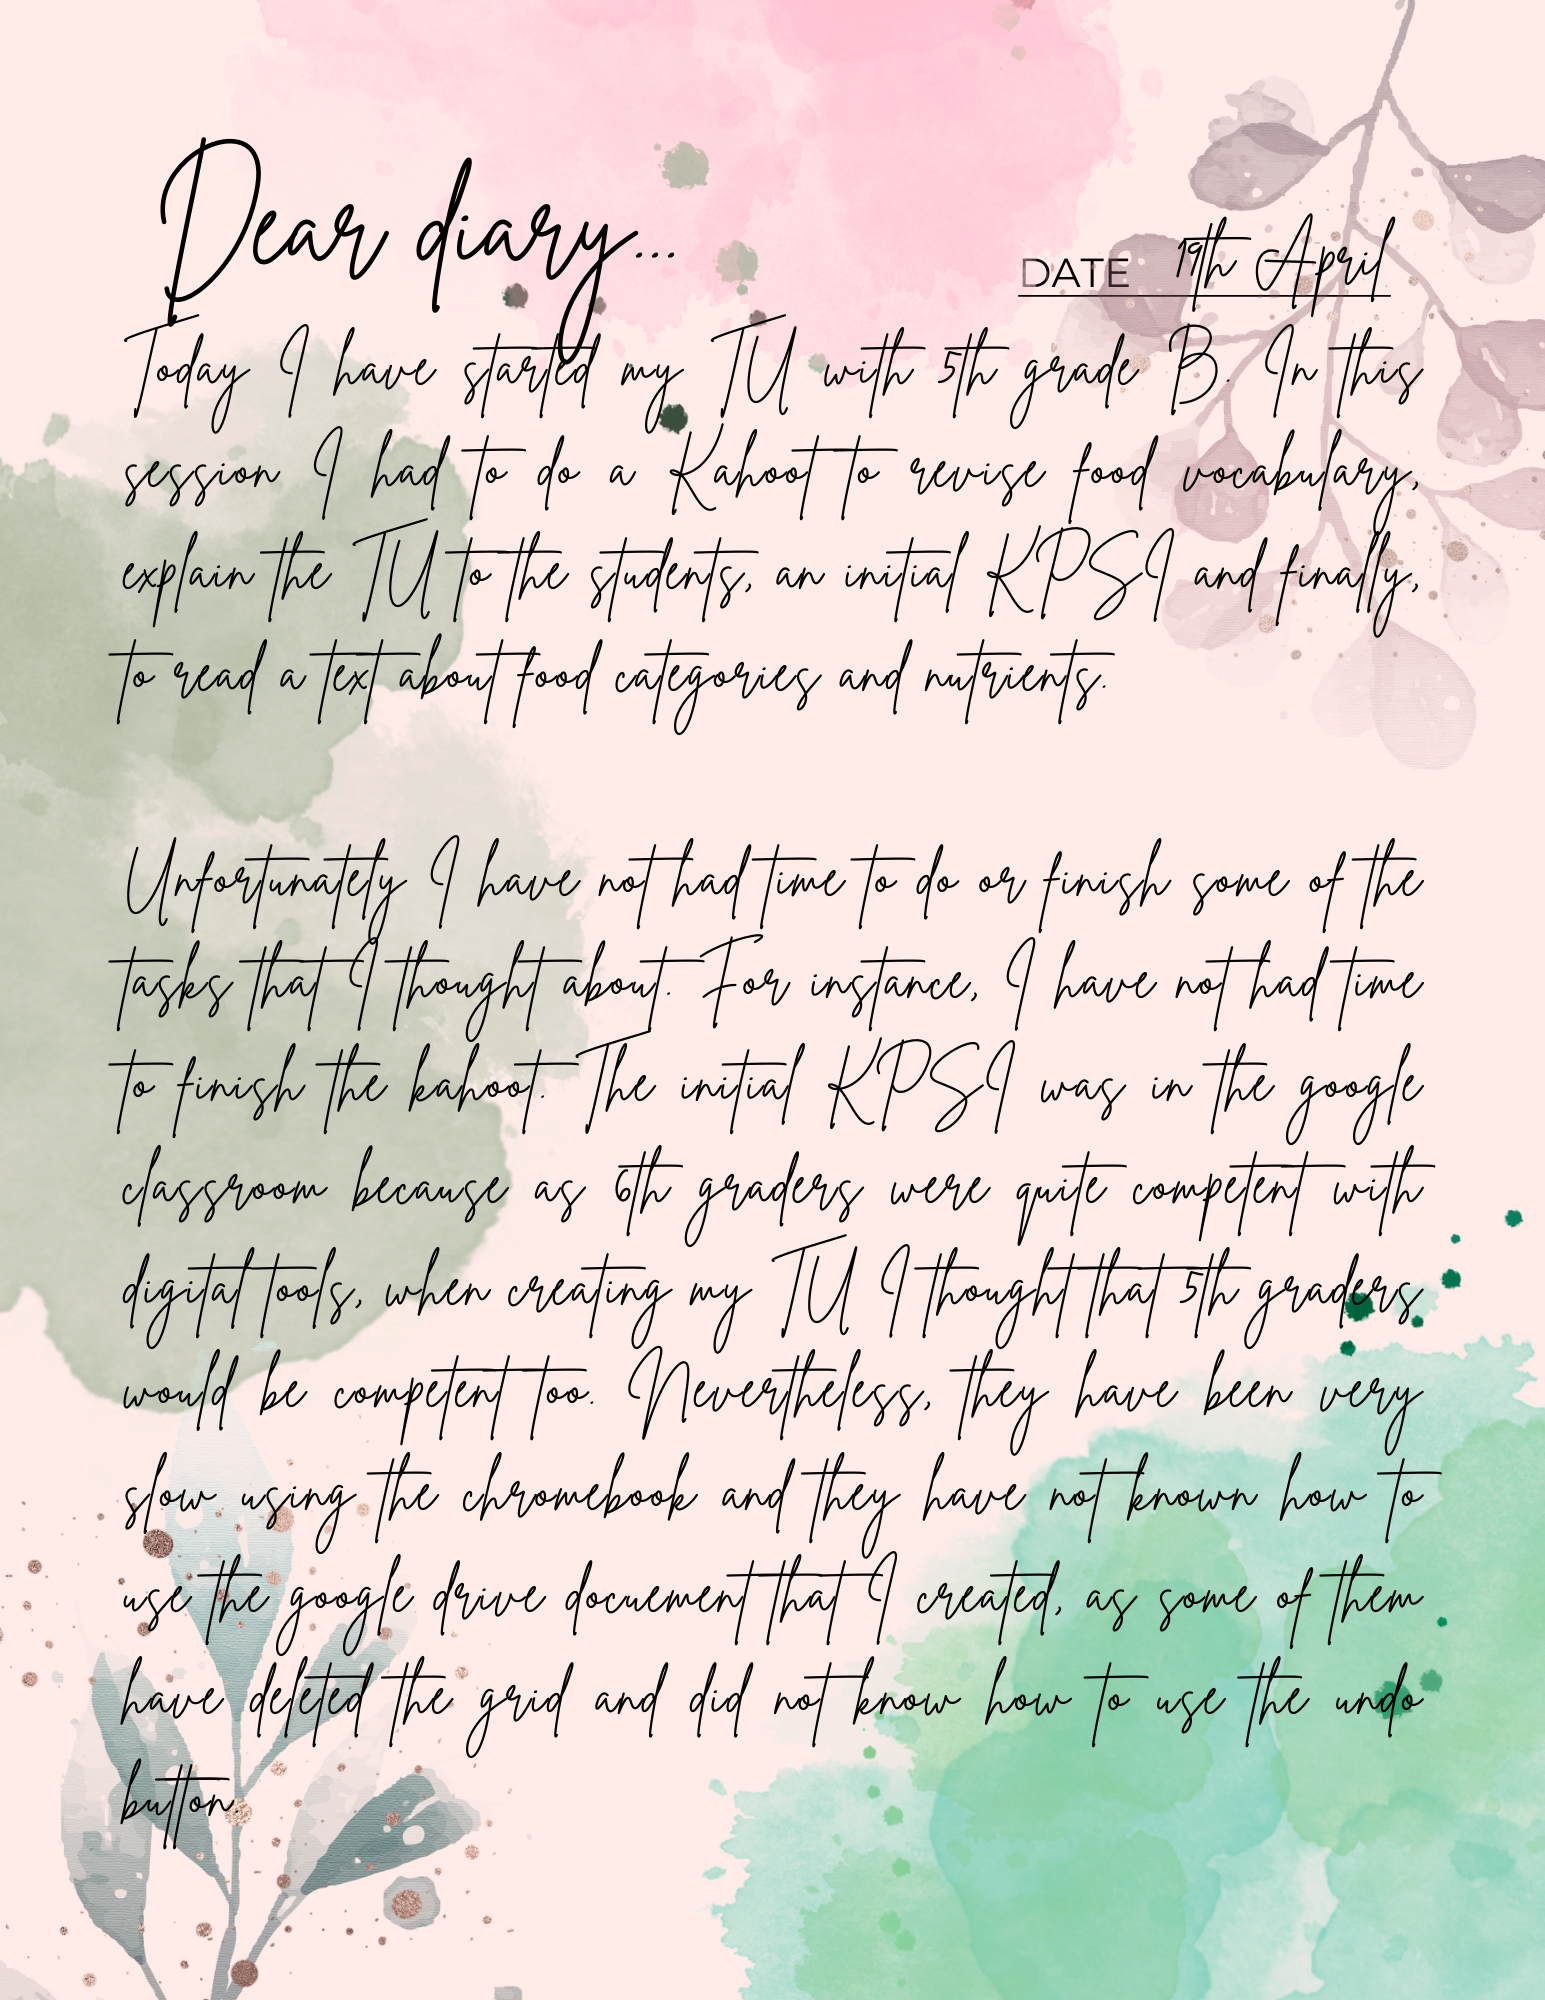 Dear diary...
DATE 19th April
Today I have started my TU with 5th grade B. In this
session I had to do a Kahoot to revise food vocabulary,
explain the TU to the students, an initial KPSI and finally,
to read a text about food categories and nutrients.
Unfortunately I have not had time to do or finish some of the
tasks that I thought about. For instance, I have not had time
to finish the kahoot. The initial KPSI was in the google
classroom because as 6th graders were quite competent with
digital tools, when creating my TU I thought that 5th graders
would be competent too. Nevertheless, they have been very
slow using the chromebook and they have not known how to
use the google drive docuement that I created, as some of them
have deleted the grid and did not know how to use the undo
button.